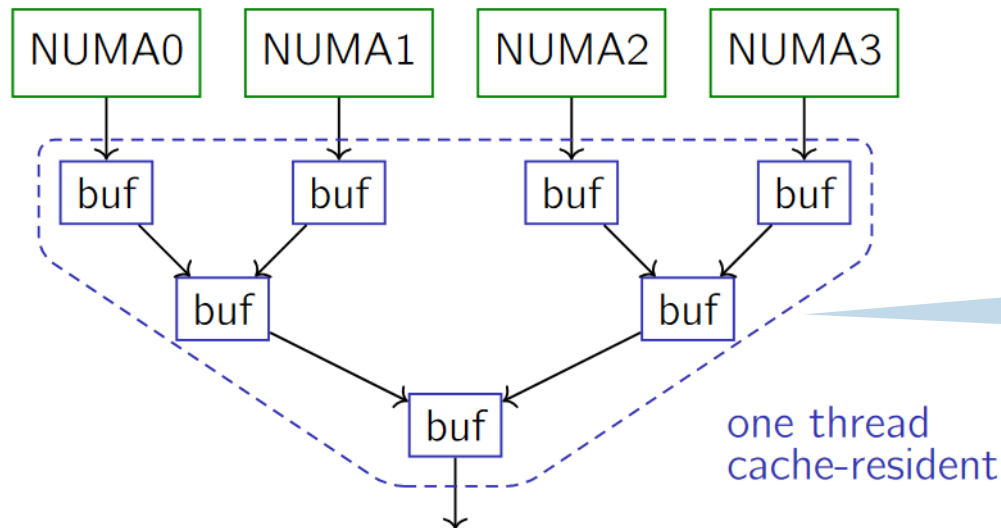 NUMA0 NUMA1 NUMA2 NUMA3
buf buf buf buf
buf buf
buf
one thread
cache-resident